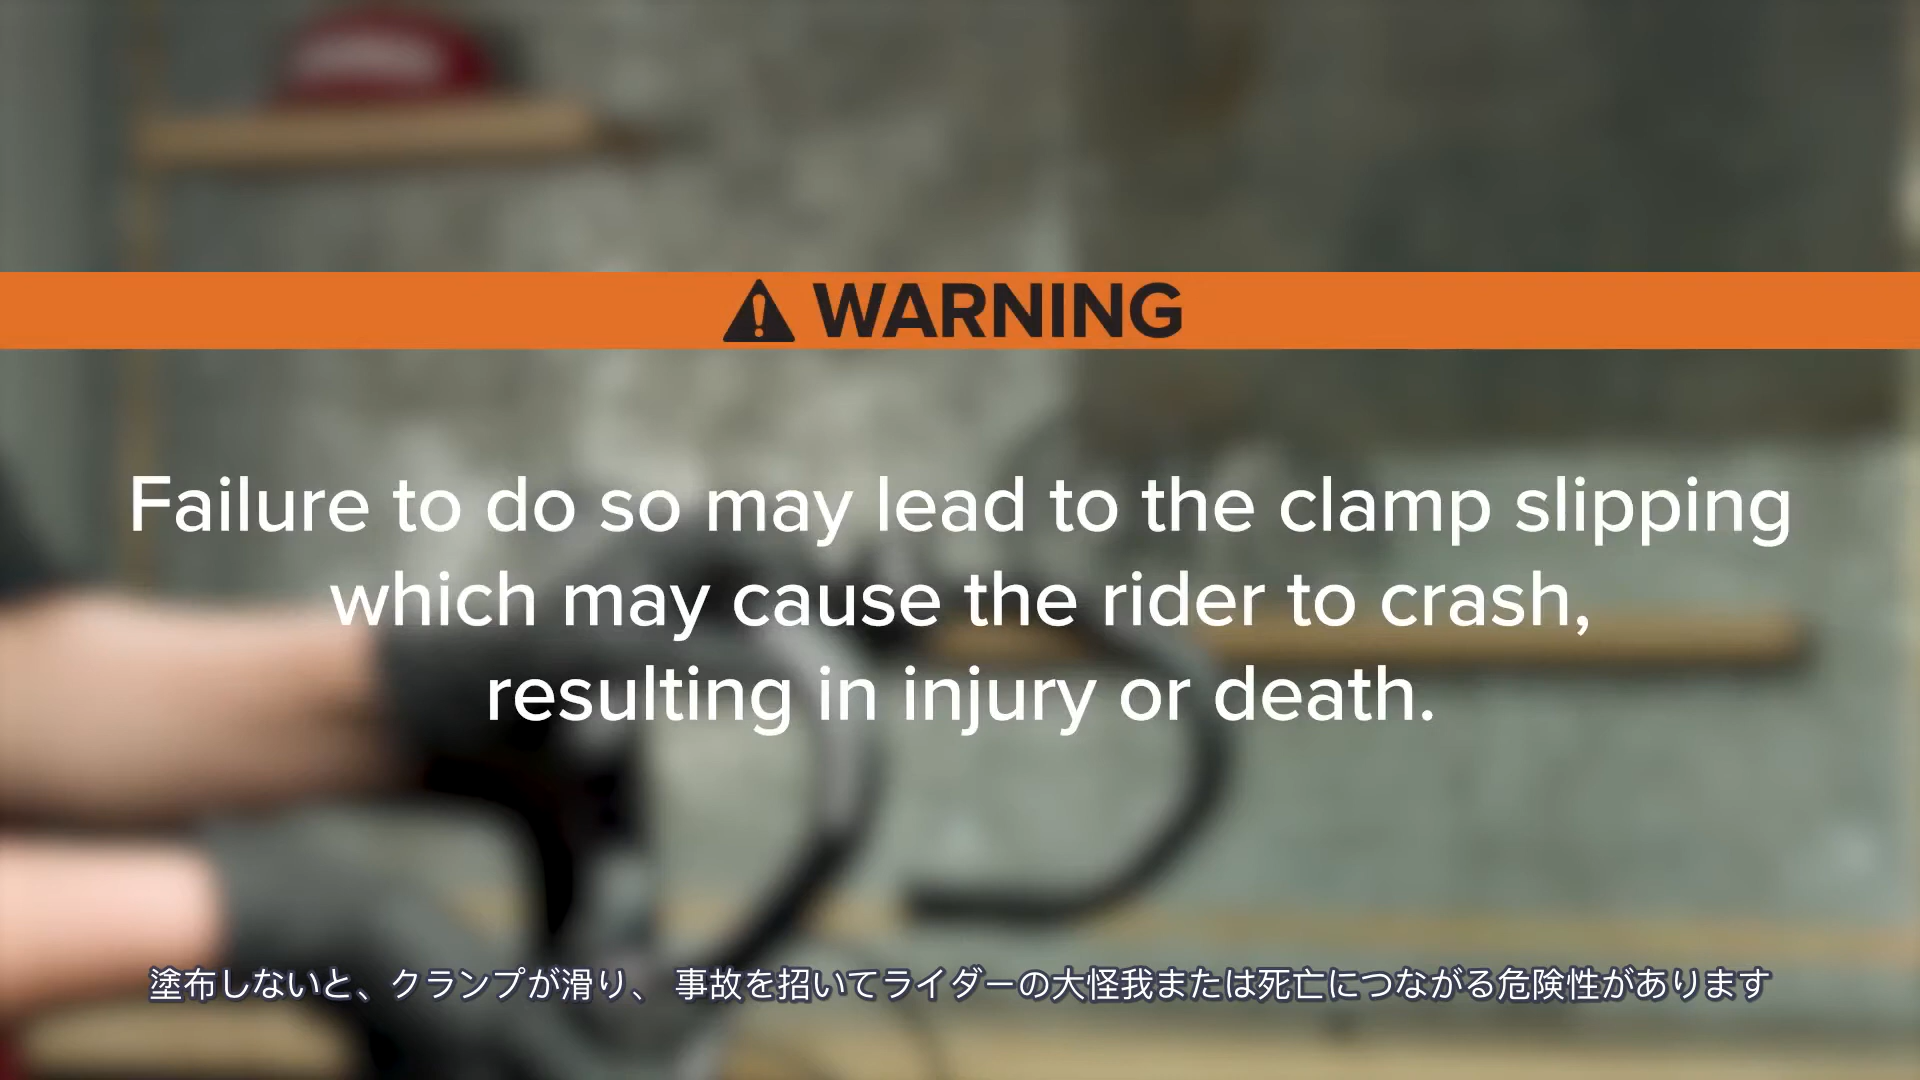 WARNING
Failure to do so may lead to the clamp slipping
which may cause the rider to crash,
resulting in injury or death.
塗布しないと、クランプが滑り、 事故を招いてライダーの大怪我または死亡につながる危険性があります